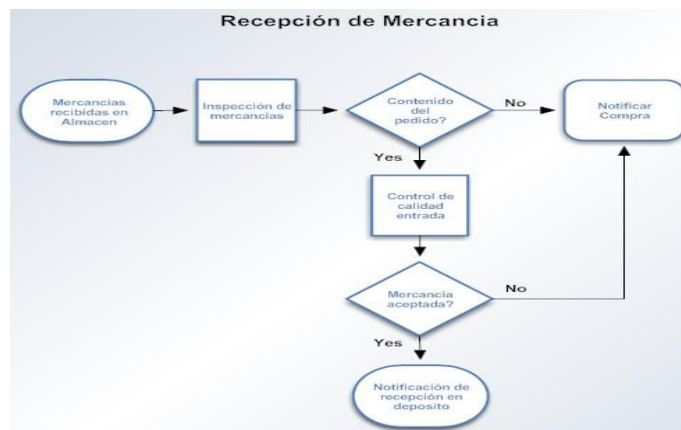 Recepción de Mercancia
Mercancias
recibidas en
Almacen
Inspección de
mercancias
Contenido
del
pedido?
No
Notificar
Compra
Yes
Control de
calidad
entrada
Mercancia
aceptada?
No
Yes
Notificación de
recepción en
deposito